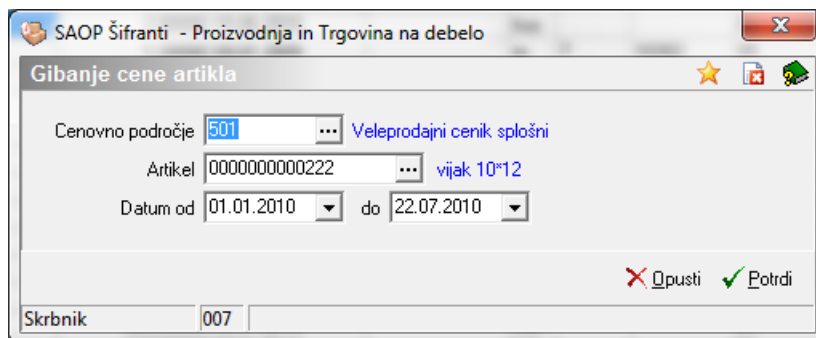 SAOP Šifranti - Proizvodnja in Trgovina na debelo
Gibanje cene artikla
Cenovno področje 501 ... Veleprodajni cenik splošni
Artikel 0000000000222 ... vijak 10*12
Datum od 01.01.2010 do 22.07.2010
Opusti Potrdi
Skrbnik 007